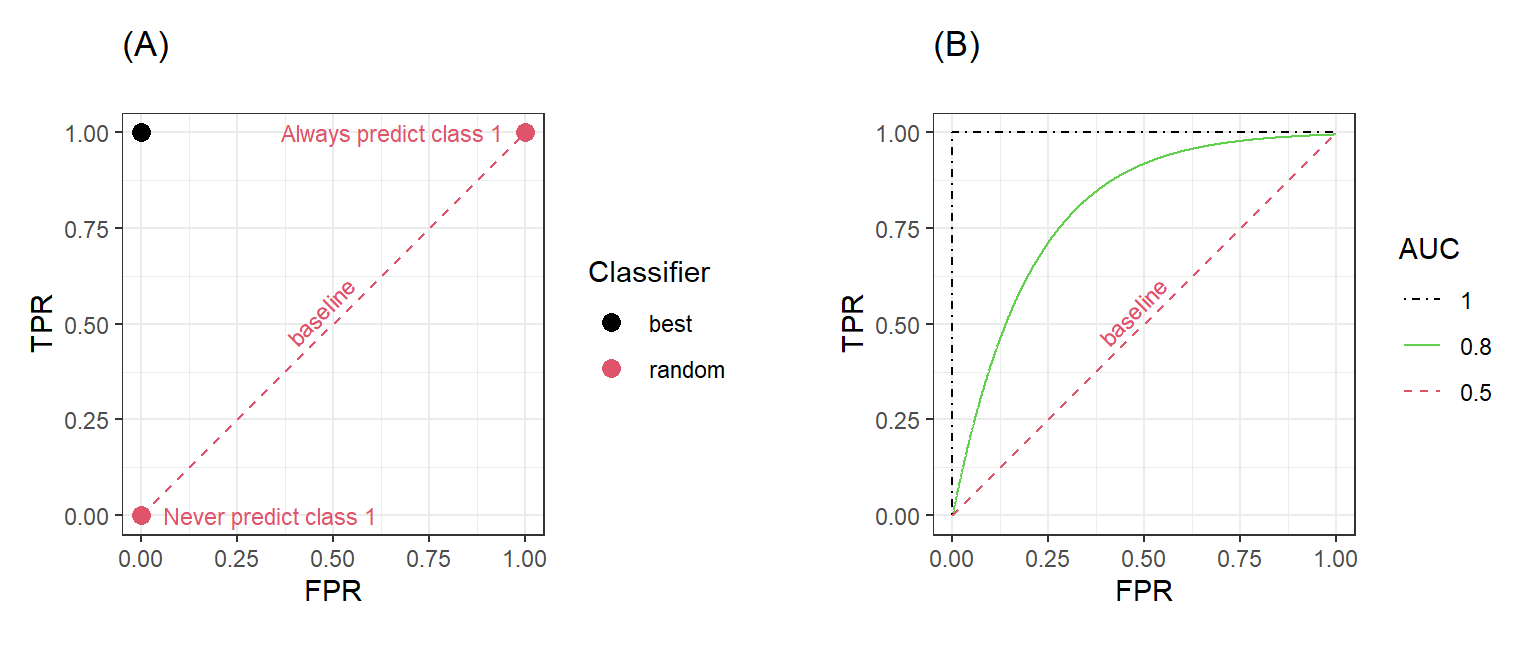 (A)
TPR
1.00
0.75
0.50
0.25
0.00
Always predict class 1
baseline
Never predict class 1
0.00 0.25 0.50 0.75 1.00
FPR
Classifier
best
random
(B)
TPR
1.00
0.75
0.50
0.25
0.00
baseline
0.00 0.25 0.50 0.75 1.00
FPR
AUC
1
0.8
0.5